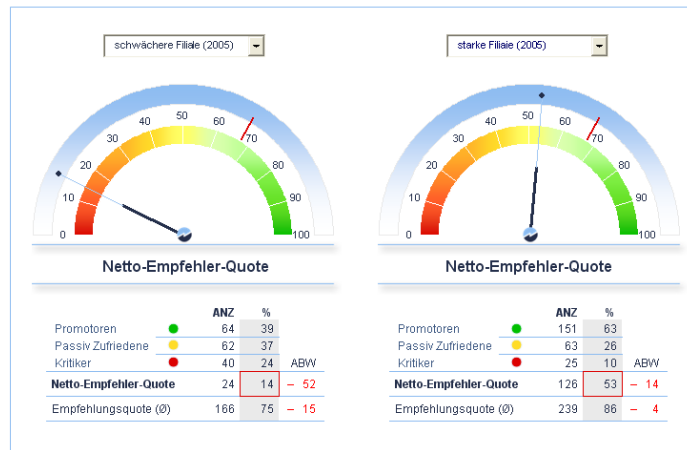 schwächere Filiale (2005)
0 10 20 30 40 50 60 70 80 90 100
Netto-Empfehler-Quote
ANZ %
Promotoren 64 39
Passiv Zufriedene 62 37
Kritiker 40 24 ABW
Netto-Empfehler-Quote 24 14 – 52
Empfehlungsquote (Ø) 166 75 – 15
starke Filiaie (2005)
0 10 20 30 40 50 60 70 80 90 100
Netto-Empfehler-Quote
ANZ %
Promotoren 151 63
Passiv Zufriedene 63 26
Kritiker 25 10 ABW
Netto-Empfehler-Quote 126 53 – 14
Empfehlungsquote (Ø) 239 86 – 4